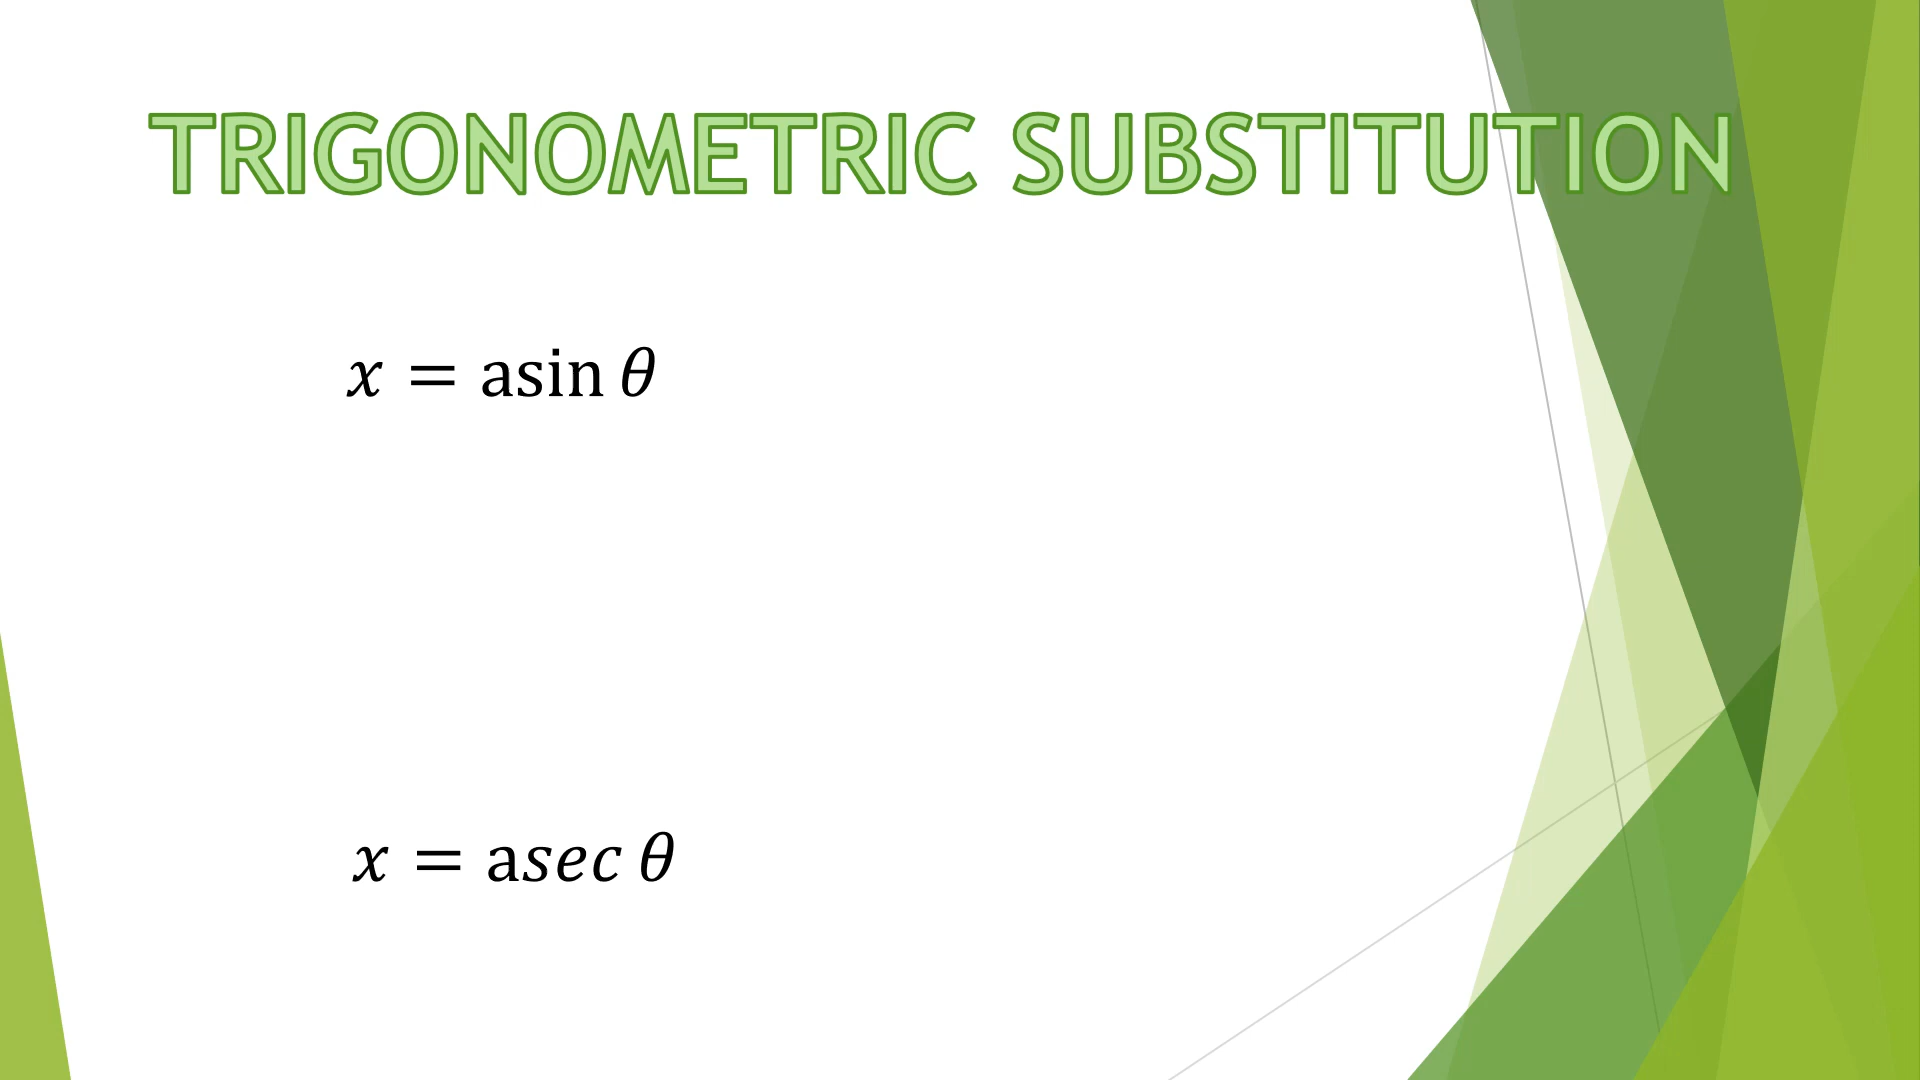 TRIGONOMETRIC SUBSTITUTION
x = asin θ
x = asec θ